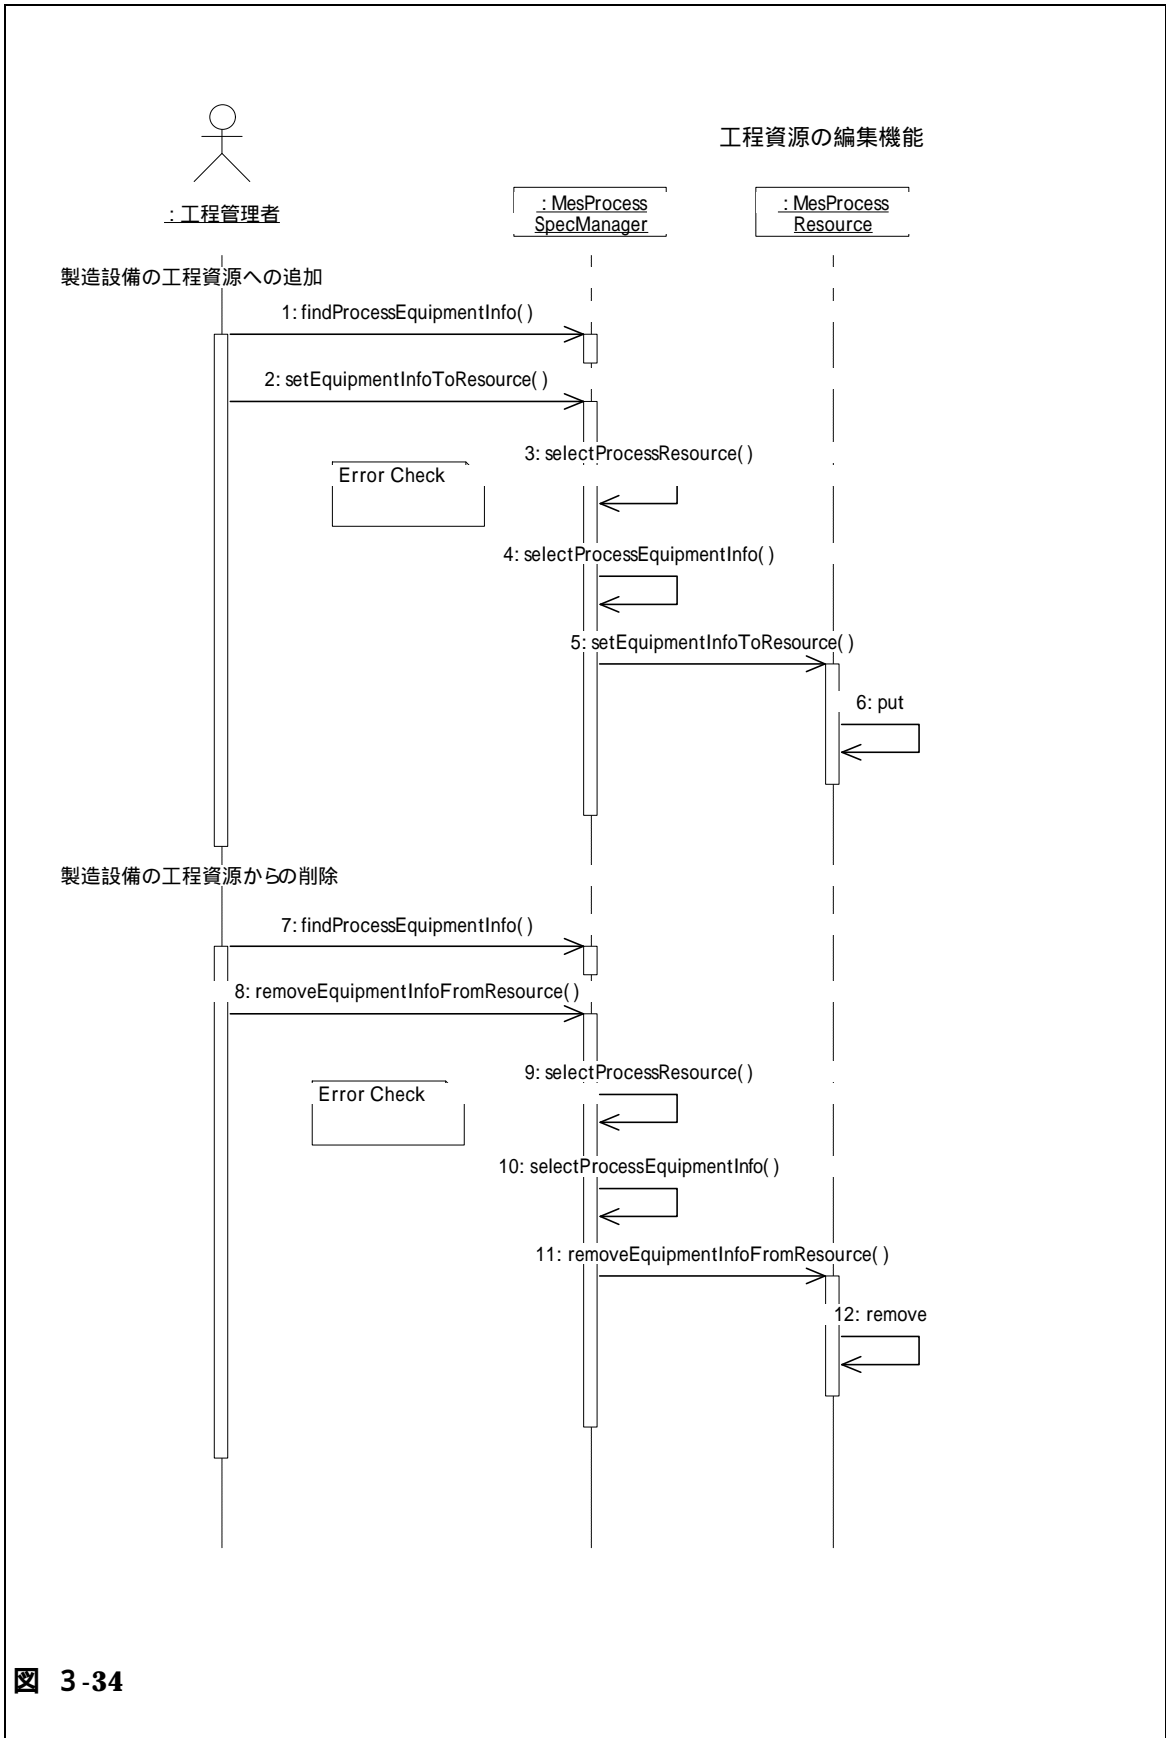 工程資源の編集機能
: 工程管理者
: MesProcess
SpecManager
: MesProcess
Resource
製造設備の工程資源への追加
1: findProcessEquipmentInfo( )
2: setEquipmentInfoToResource( )
3: selectProcessResource( )
Error Check
4: selectProcessEquipmentInfo( )
5: setEquipmentInfoToResource( )
6: put
製造設備の工程資源からの削除
7: findProcessEquipmentInfo( )
8: removeEquipmentInfoFromResource( )
9: selectProcessResource( )
Error Check
10: selectProcessEquipmentInfo( )
11: removeEquipmentInfoFromResource( )
12: remove
図 3-34